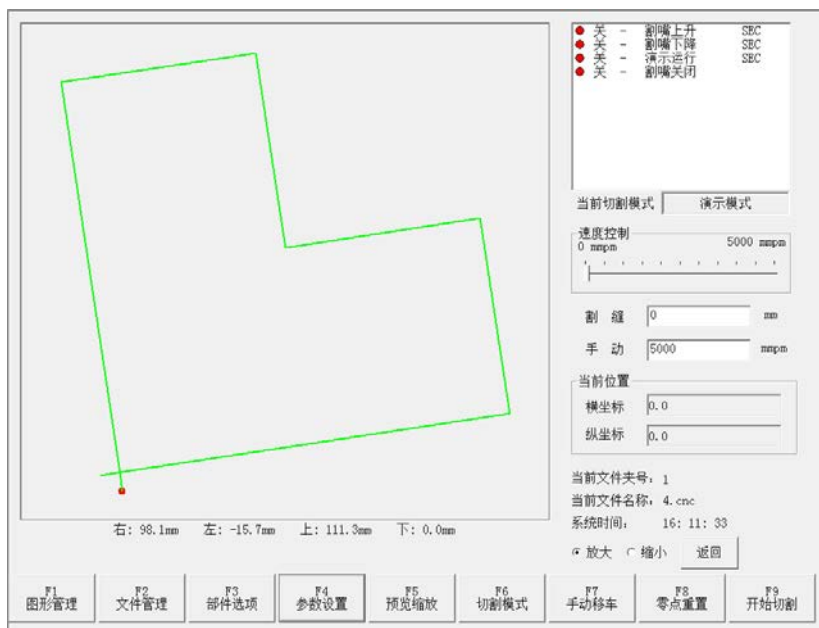 关 - 割嘴上升 SEC
关 - 割嘴下降 SEC
关 - 演示运行 SEC
关 - 割嘴关闭
当前切割模式 演示模式
速度控制
0 mmpm 5000 mmpm
割 缝 0 mm
手 动 5000 mmpm
当前位置
横坐标 0.0
纵坐标 0.0
当前文件夹号: 1
当前文件名称: 4.cnc
系统时间: 16: 11: 33
放大 缩小 返回
右: 98.1mm 左: -15.7mm 上: 111.3mm 下: 0.0mm
F1 F2 F3 F4 F5 F6 F7 F8 F9
图形管理 文件管理 部件选项 参数设置 预览缩放 切割模式 手动移车 零点重置 开始切割